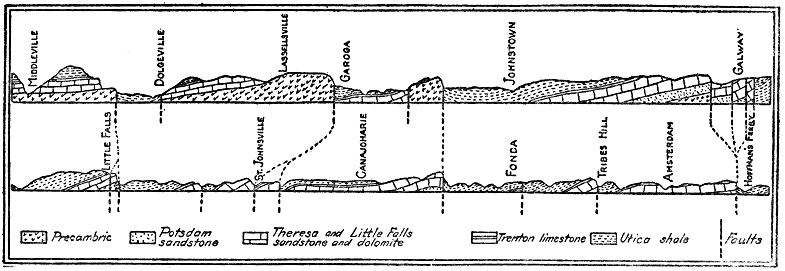 MIDDLEVILLE
DOLGEVILLE
LASSELLSVILLE
GAROGA
JOHNSTOWN
GALWAY
LITTLE FALLS
ST. JOHNSVILLE
CANAJOHARIE
FONDA
TRIBES HILL
AMSTERDAM
HOFFMANS FERRY
Precambric
Potsdam
sandstone
Theresa and Little Falls
sandstone and dolomite
Trenton limestone
Utica shale
Faults